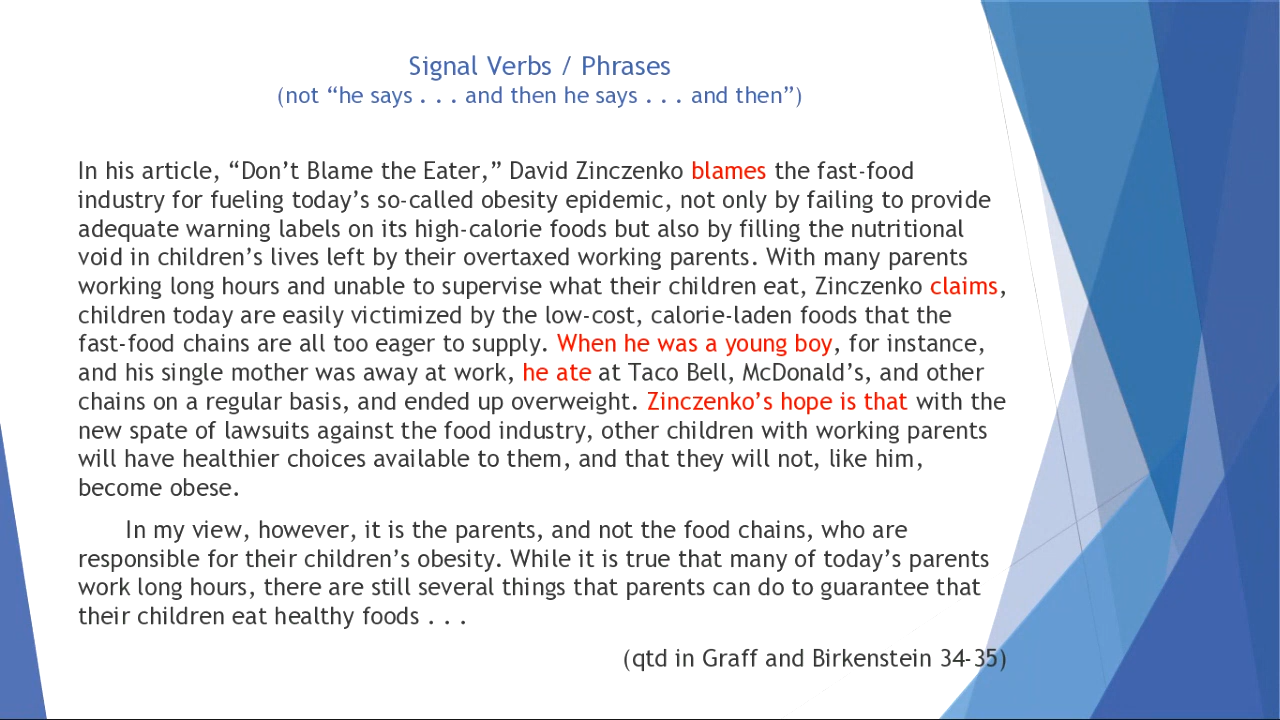 Signal Verbs / Phrases
(not “he says . . . and then he says . . . and then”)
In his article, “Don’t Blame the Eater,” David Zinczenko blames the fast-food
industry for fueling today’s so-called obesity epidemic, not only by failing to provide
adequate warning labels on its high-calorie foods but also by filling the nutritional
void in children’s lives left by their overtaxed working parents. With many parents
working long hours and unable to supervise what their children eat, Zinczenko claims,
children today are easily victimized by the low-cost, calorie-laden foods that the
fast-food chains are all too eager to supply. When he was a young boy, for instance,
and his single mother was away at work, he ate at Taco Bell, McDonald’s, and other
chains on a regular basis, and ended up overweight. Zinczenko’s hope is that with the
new spate of lawsuits against the food industry, other children with working parents
will have healthier choices available to them, and that they will not, like him,
become obese.
In my view, however, it is the parents, and not the food chains, who are
responsible for their children’s obesity. While it is true that many of today’s parents
work long hours, there are still several things that parents can do to guarantee that
their children eat healthy foods . . .
(qtd in Graff and Birkenstein 34-35)